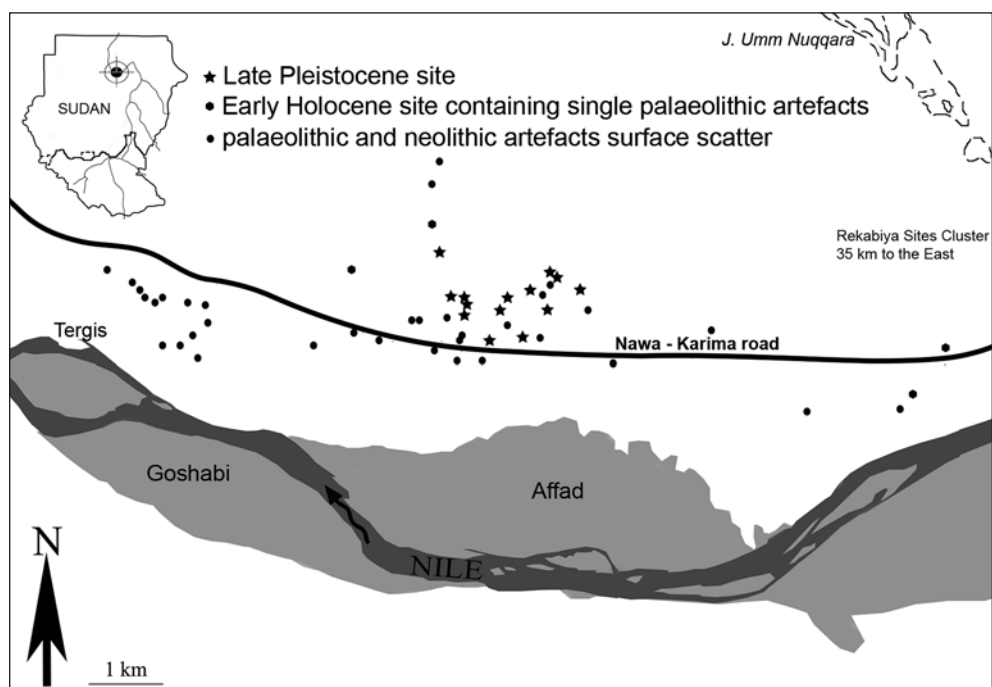 J. Umm Nuqqara
SUDAN
Late Pleistocene site
Early Holocene site containing single palaeolithic artefacts
palaeolithic and neolithic artefacts surface scatter
Rekabiya Sites Cluster
35 km to the East
Tergis
Nawa - Karima road
Goshabi
Affad
N
NILE
1 km